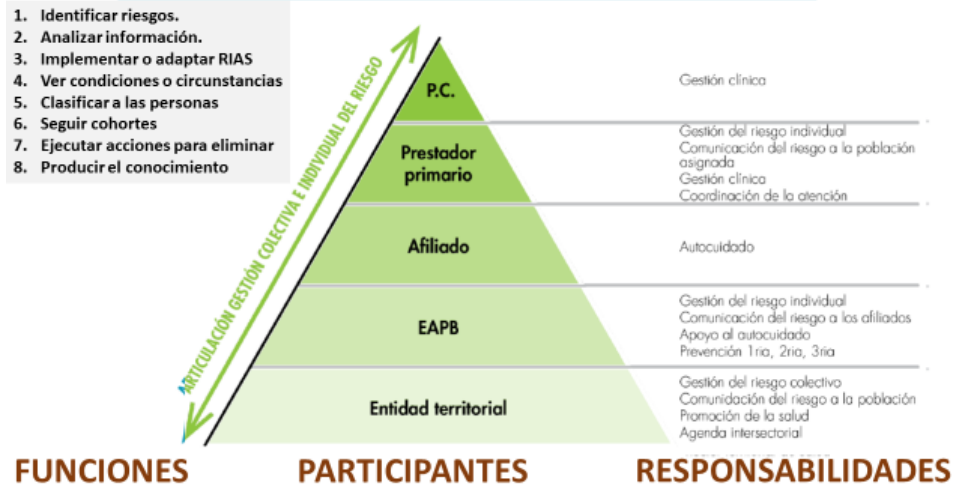 1. Identificar riesgos.
2. Analizar información.
3. Implementar o adaptar RIAS
4. Ver condiciones o circunstancias
5. Clasificar a las personas
6. Seguir cohortes
7. Ejecutar acciones para eliminar
8. Producir el conocimiento
ARTICULACIÓN GESTIÓN COLECTIVA E INDIVIDUAL DEL RIESGO
P.C.
Gestión clínica
Prestador
primario
Gestión del riesgo individual
Comunicación del riesgo a la población
asignada
Gestión clínica
Coordinación de la atención
Afiliado
Autocuidado
EAPB
Gestión del riesgo individual
Comunicación del riesgo a los afiliados
Apoyo al autocuidado
Prevención 1ria, 2ria, 3ria
Entidad territorial
Gestión del riesgo colectivo
Comunidación del riesgo a la población
Promoción de la salud
Agenda intersectorial
FUNCIONES
PARTICIPANTES
RESPONSABILIDADES